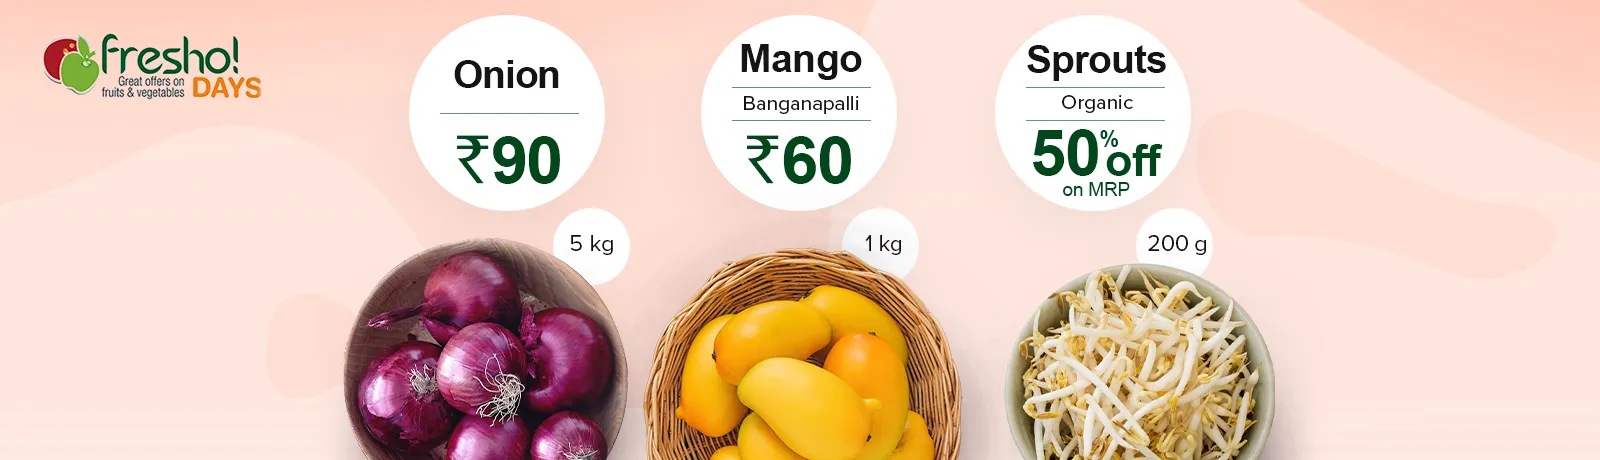 fresho!
Great offers on
fruits & vegetables DAYS
Onion
₹90
5 kg
Mango
Banganapalli
₹60
1 kg
Sprouts
Organic
50% off
on MRP
200 g